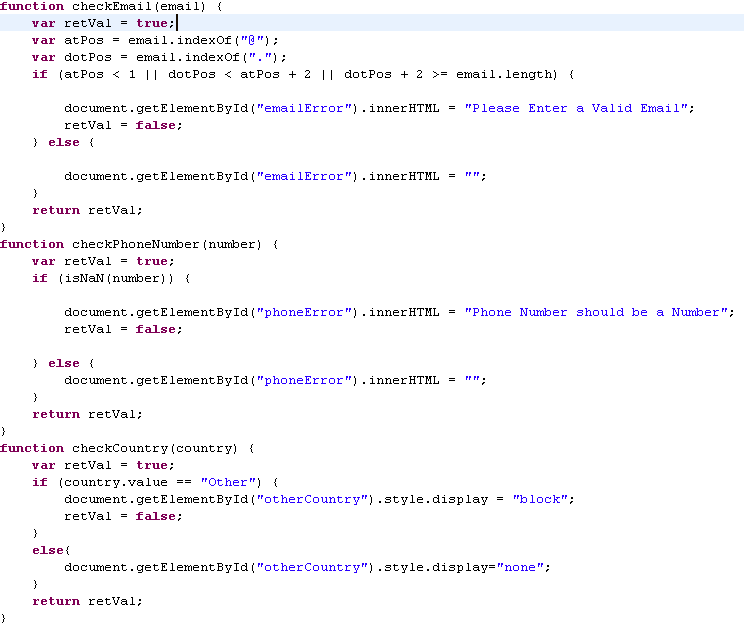 function checkEmail(email) {
    var retVal = true;
    var atPos = email.indexOf("@");
    var dotPos = email.indexOf(".");
    if (atPos < 1 || dotPos < atPos + 2 || dotPos + 2 >= email.length) {
        document.getElementById("emailError").innerHTML = "Please Enter a Valid Email";
        retVal = false;
    } else {
        document.getElementById("emailError").innerHTML = "";
    }
    return retVal;
}
function checkPhoneNumber(number) {
    var retVal = true;
    if (isNaN(number)) {
        document.getElementById("phoneError").innerHTML = "Phone Number should be a Number";
        retVal = false;
    } else {
        document.getElementById("phoneError").innerHTML = "";
    }
    return retVal;
}
function checkCountry(country) {
    var retVal = true;
    if (country.value == "Other") {
        document.getElementById("otherCountry").style.display = "block";
        retVal = false;
    }
    else{
        document.getElementById("otherCountry").style.display="none";
    }
    return retVal;
}